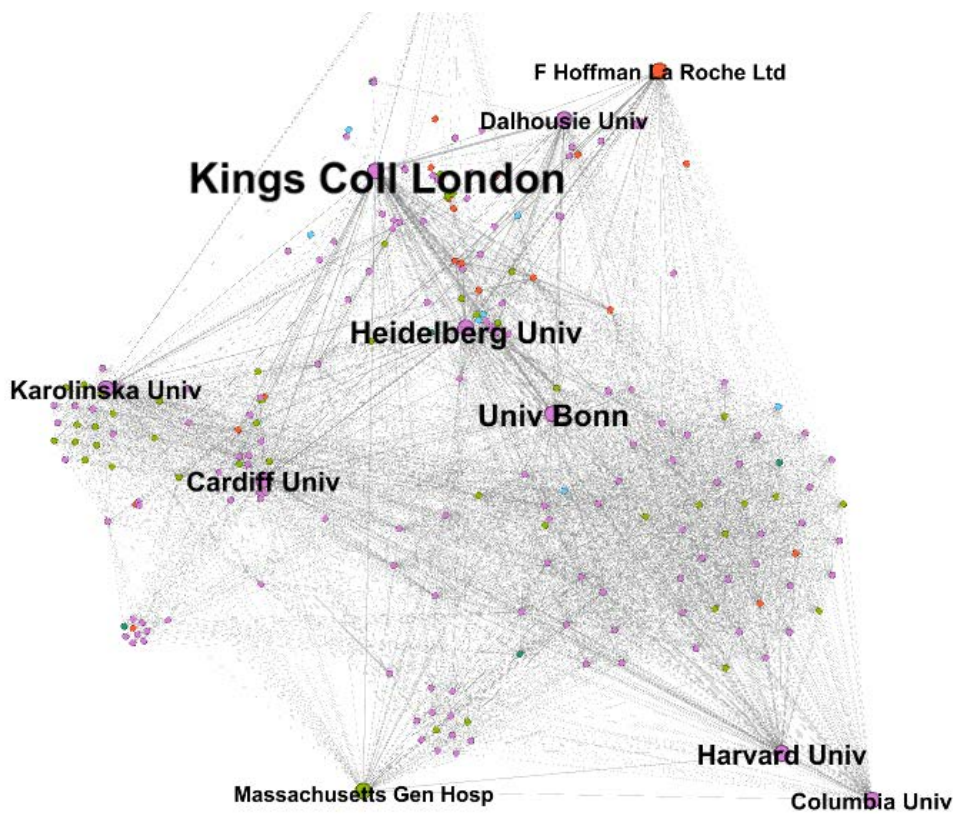 F Hoffman La Roche Ltd
Dalhousie Univ
Kings Coll London
Heidelberg Univ
Karolinska Univ
Univ Bonn
Cardiff Univ
Harvard Univ
Massachusetts Gen Hosp
Columbia Univ